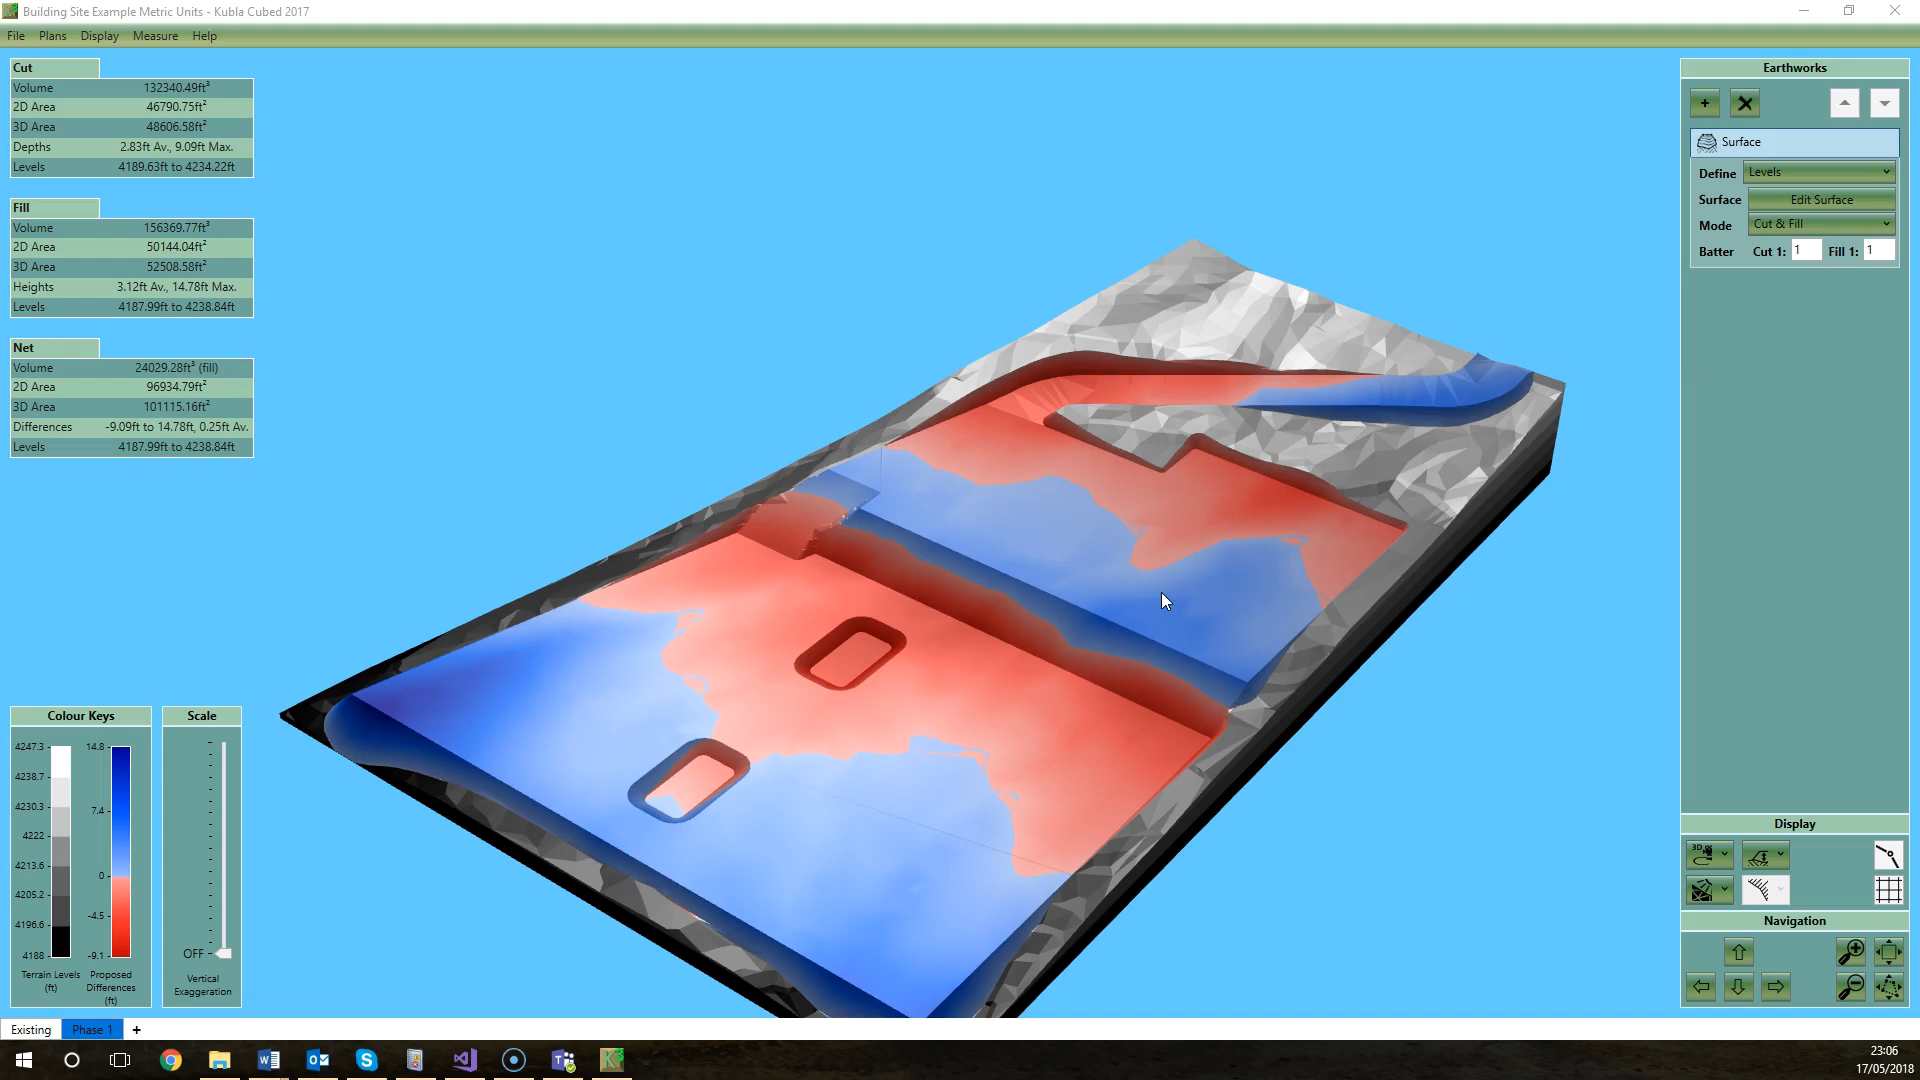 Building Site Example Metric Units - Kubla Cubed 2017
File Plans Display Measure Help
Cut
Volume 132340.49ft³
2D Area 46790.75ft²
3D Area 48606.58ft²
Depths 2.83ft Av., 9.09ft Max.
Levels 4189.63ft to 4234.22ft
Fill
Volume 156369.77ft³
2D Area 50144.04ft²
3D Area 52508.58ft²
Heights 3.12ft Av., 14.78ft Max.
Levels 4187.99ft to 4238.84ft
Net
Volume 24029.28ft³ (fill)
2D Area 96934.79ft²
3D Area 101115.16ft²
Differences -9.09ft to 14.78ft, 0.25ft Av.
Levels 4187.99ft to 4238.84ft
Colour Keys
4247.3
4238.7
4230.3
4222
4213.6
4205.2
4196.6
4188
Terrain Levels
(ft)
14.8
7.4
0
-4.5
-9.1
Proposed
Differences
(ft)
Scale
OFF
Vertical
Exaggeration
Earthworks
+
Surface
Define Levels
Surface Edit Surface
Mode Cut & Fill
Batter Cut 1: 1 Fill 1: 1
Display
3D
Navigation
Existing Phase 1 +
23:06
17/05/2018